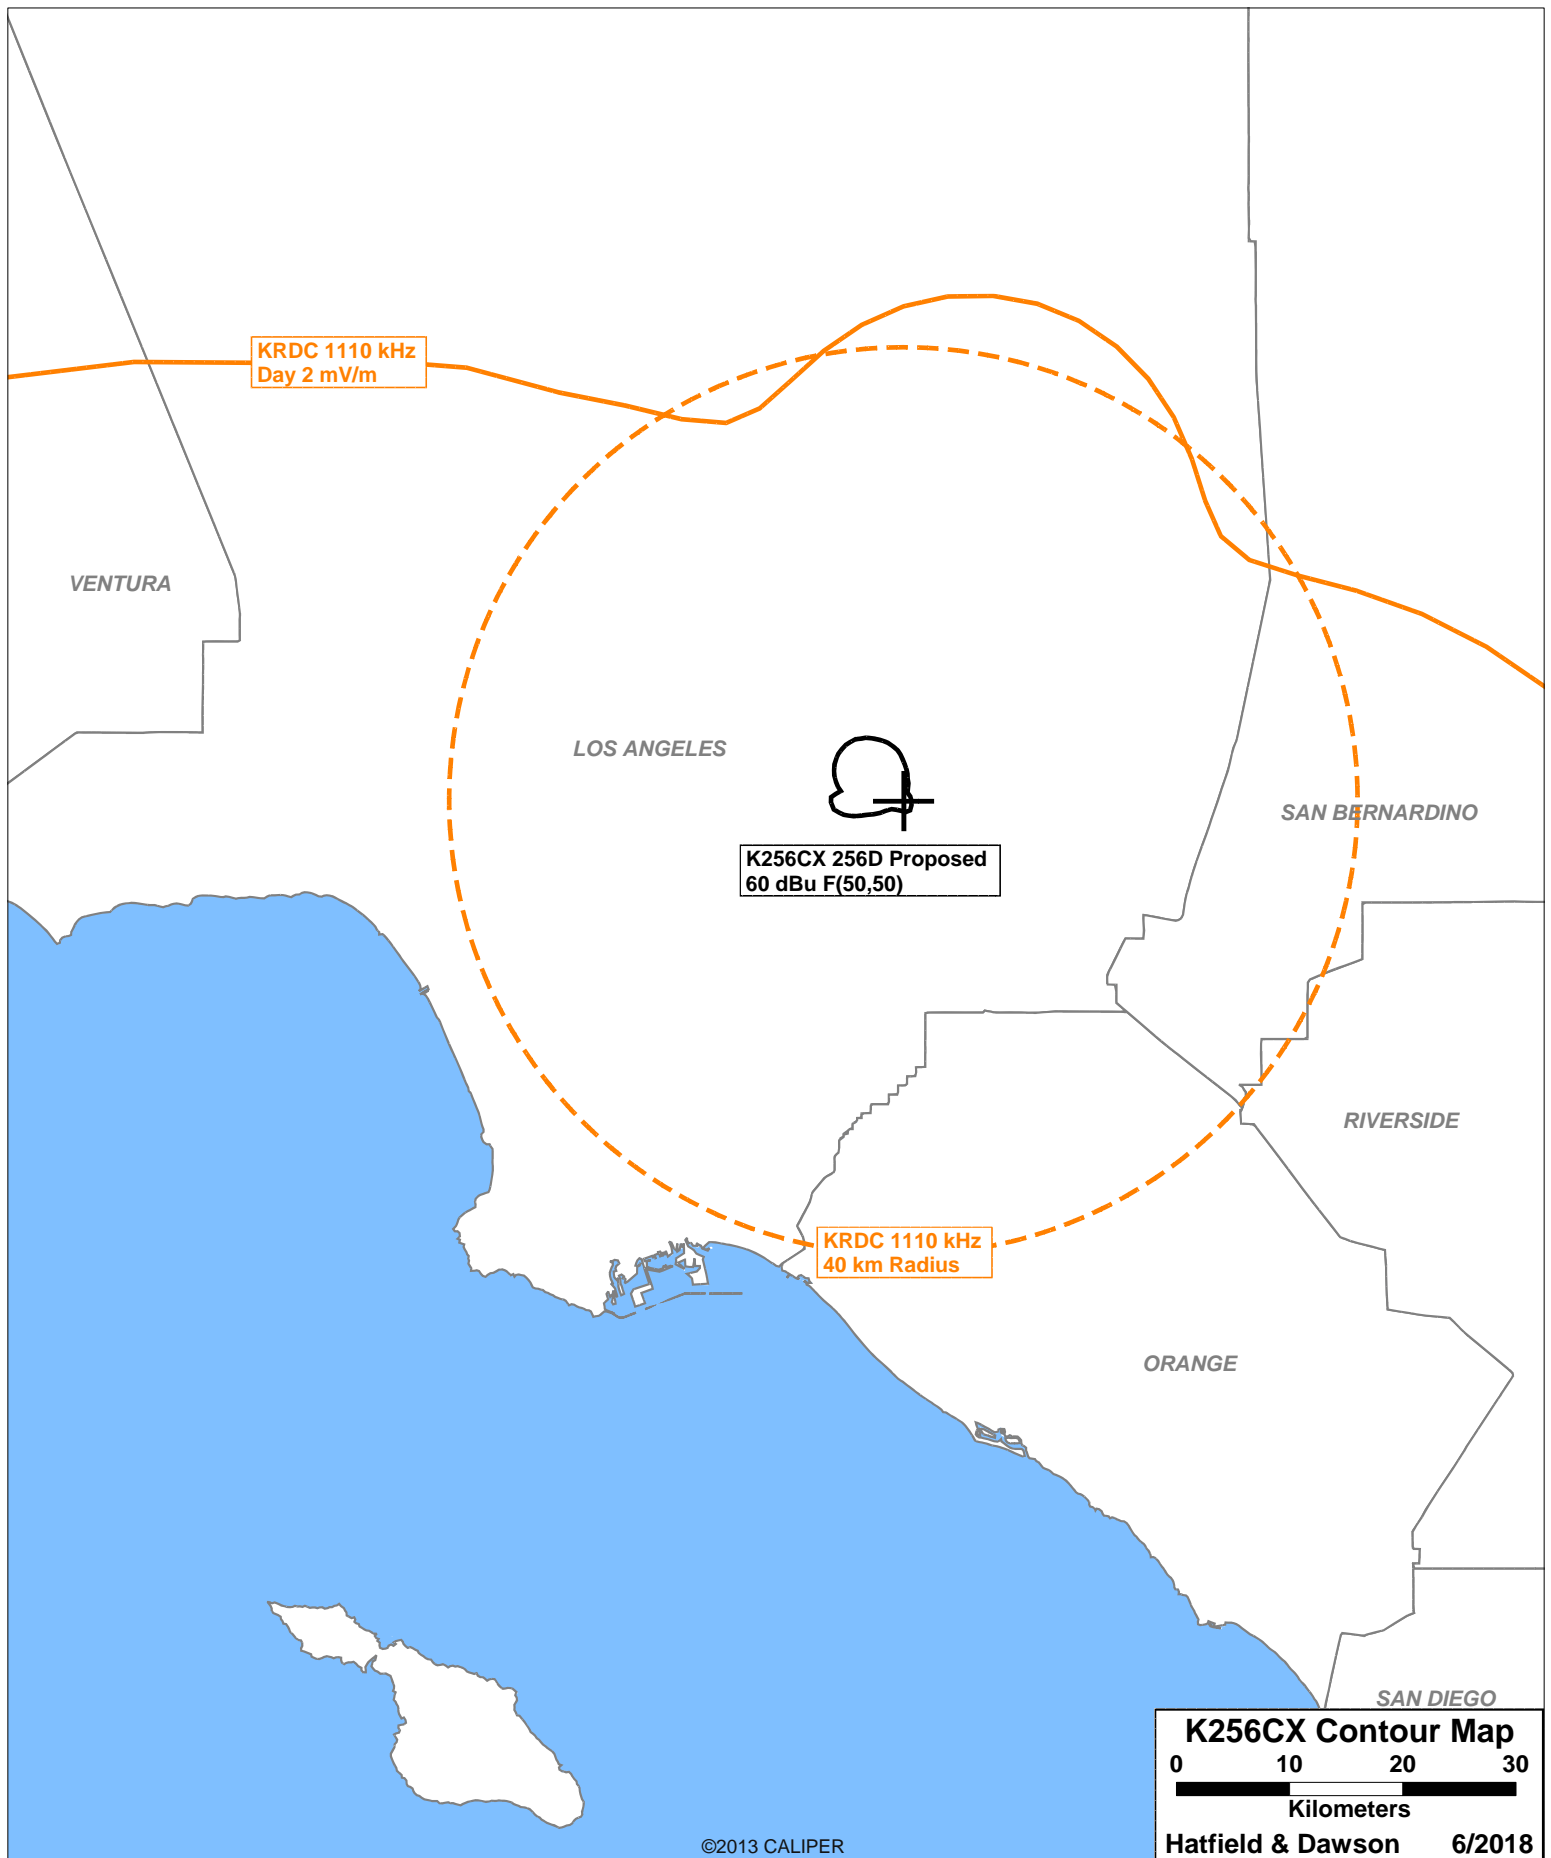 KRDC 1110 kHz
Day 2 mV/m
VENTURA
LOS ANGELES
SAN BERNARDINO
K256CX 256D Proposed
60 dBu F(50,50)
RIVERSIDE
KRDC 1110 kHz
40 km Radius
ORANGE
SAN DIEGO
K256CX Contour Map
0 10 20 30
Kilometers
Hatfield & Dawson 6/2018
©2013 CALIPER